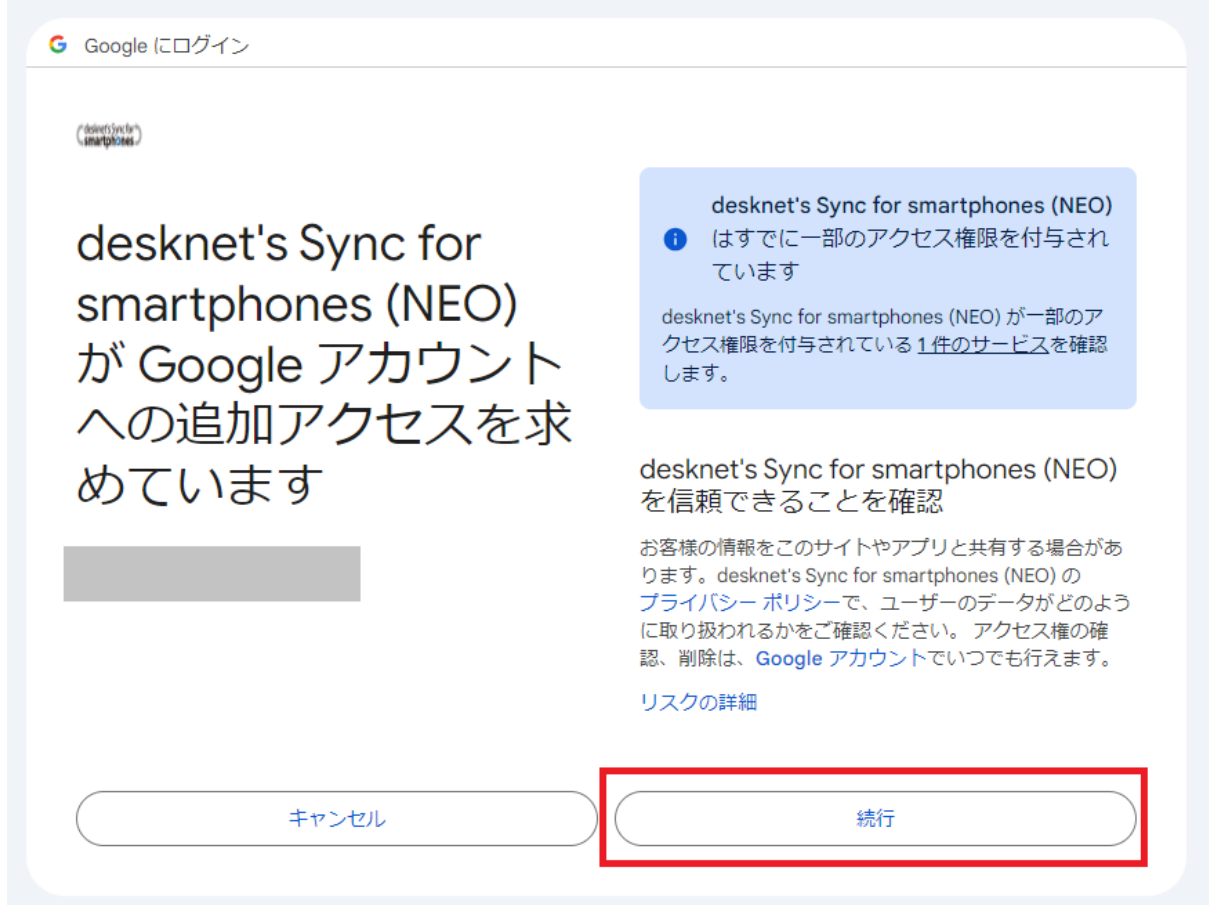 Google にログイン
desknet's Sync for
smartphones
desknet's Sync for
smartphones (NEO)
が Google アカウント
への追加アクセスを求
めています
desknet's Sync for smartphones (NEO)
はすでに一部のアクセス権限を付与され
ています
desknet's Sync for smartphones (NEO) が一部のア
クセス権限を付与されている 1 件のサービスを確認
します。
desknet's Sync for smartphones (NEO)
を信頼できることを確認
お客様の情報をこのサイトやアプリと共有する場合があ
ります。desknet's Sync for smartphones (NEO) の
プライバシー ポリシーで、ユーザーのデータがどのよう
に取り扱われるかをご確認ください。 アクセス権の確
認、削除は、Google アカウントでいつでも行えます。
リスクの詳細
キャンセル
続行